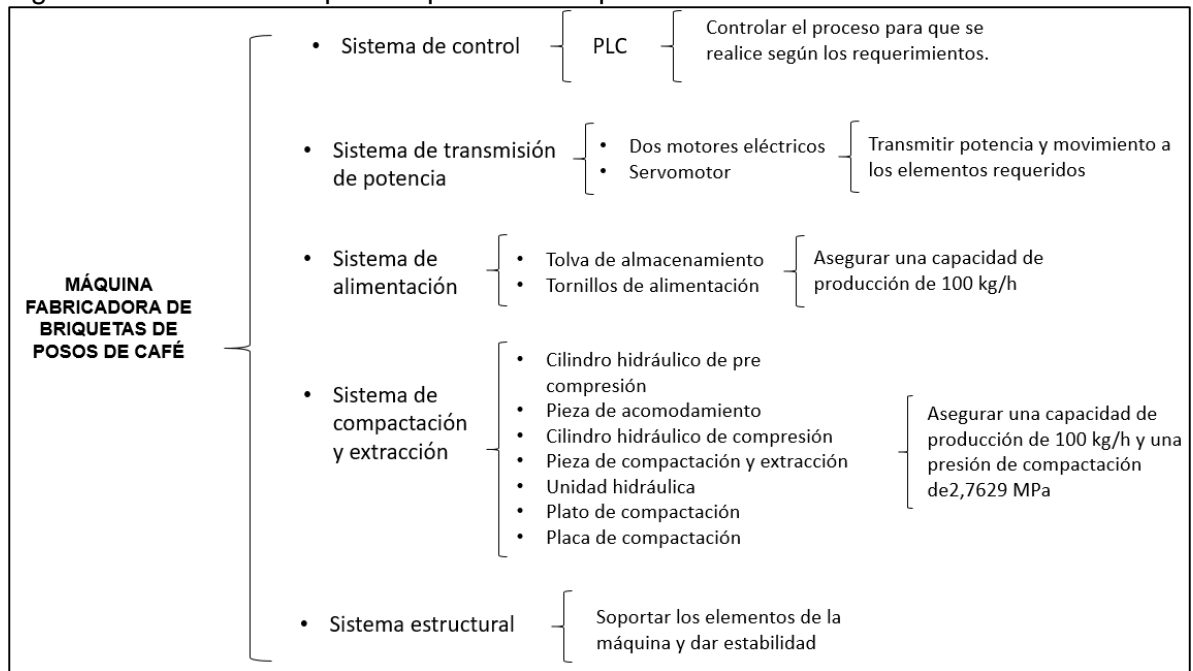 MÁQUINA
FABRICADORA DE
BRIQUETAS DE
POSOS DE CAFÉ
• Sistema de control
PLC
Controlar el proceso para que se
realice según los requerimientos.
• Sistema de transmisión
de potencia
• Dos motores eléctricos
• Servomotor
Transmitir potencia y movimiento a
los elementos requeridos
• Sistema de
alimentación
• Tolva de almacenamiento
• Tornillos de alimentación
Asegurar una capacidad de
producción de 100 kg/h
• Sistema de
compactación
y extracción
• Cilindro hidráulico de pre
compresión
• Pieza de acomodamiento
• Cilindro hidráulico de compresión
• Pieza de compactación y extracción
• Unidad hidráulica
• Plato de compactación
• Placa de compactación
Asegurar una capacidad de
producción de 100 kg/h y una
presión de compactación
de2,7629 MPa
• Sistema estructural
Soportar los elementos de la
máquina y dar estabilidad